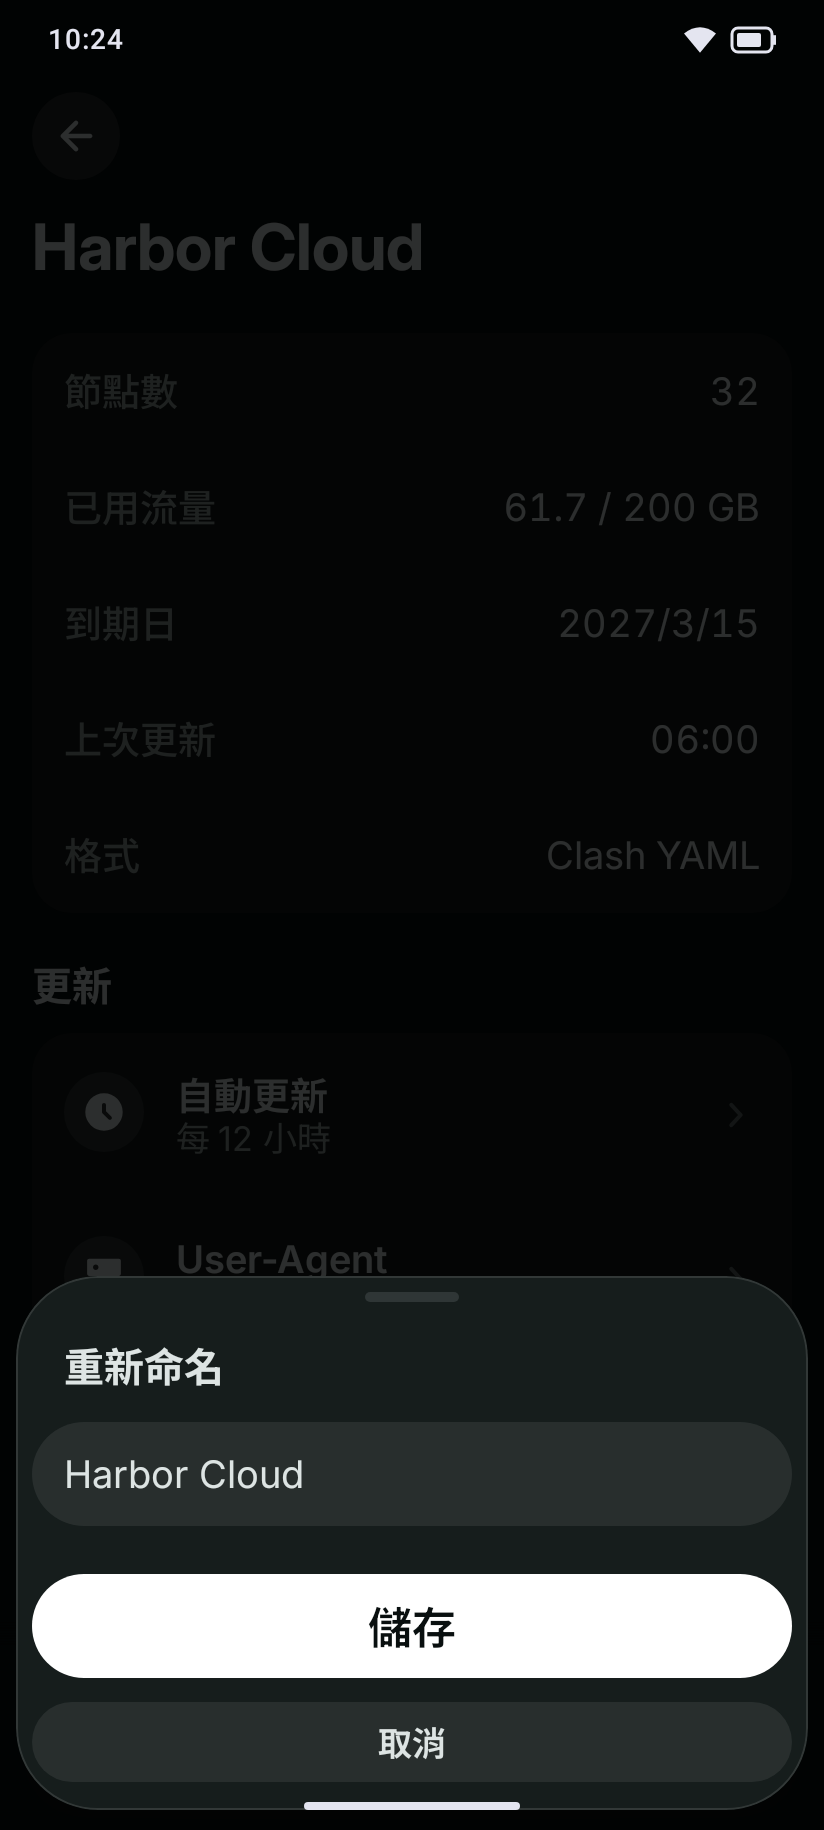 10:24
Harbor Cloud
節點數 32
已用流量 61.7 / 200 GB
到期日 2027/3/15
上次更新 06:00
格式 Clash YAML
更新
自動更新
每 12 小時
User-Agent
重新命名
Harbor Cloud
儲存
取消